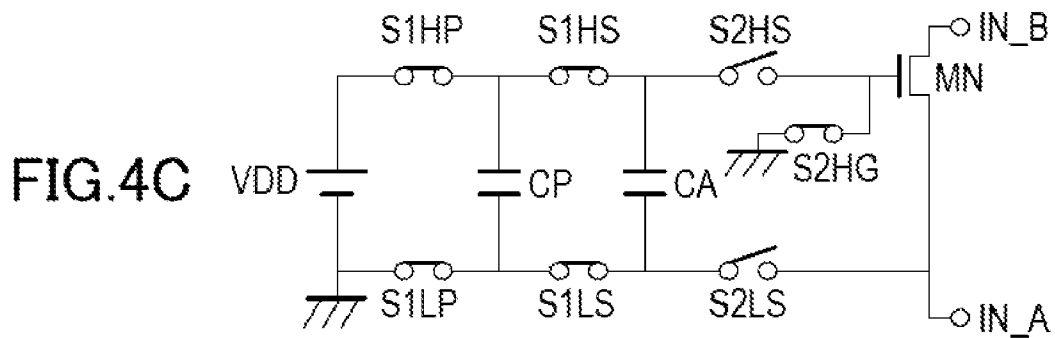 S1HP S1HS S2HS IN_B
MN
S2HG
FIG.4C VDD CP CA
S1LP S1LS S2LS IN_A